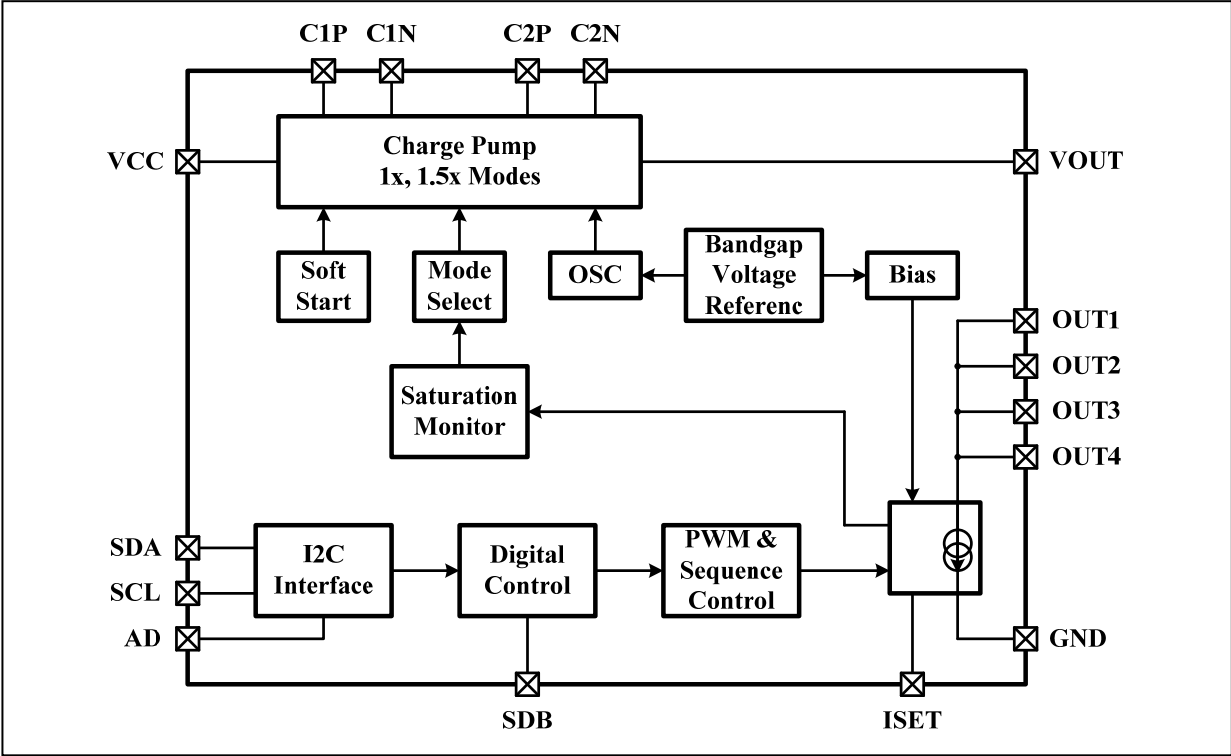 C1P C1N C2P C2N
VCC
Charge Pump
1x, 1.5x Modes
VOUT
Soft
Start
Mode
Select
OSC
Bandgap
Voltage
Referenc
Bias
OUT1
OUT2
OUT3
OUT4
Saturation
Monitor
SDA
SCL
AD
I2C
Interface
Digital
Control
PWM &
Sequence
Control
GND
SDB
ISET